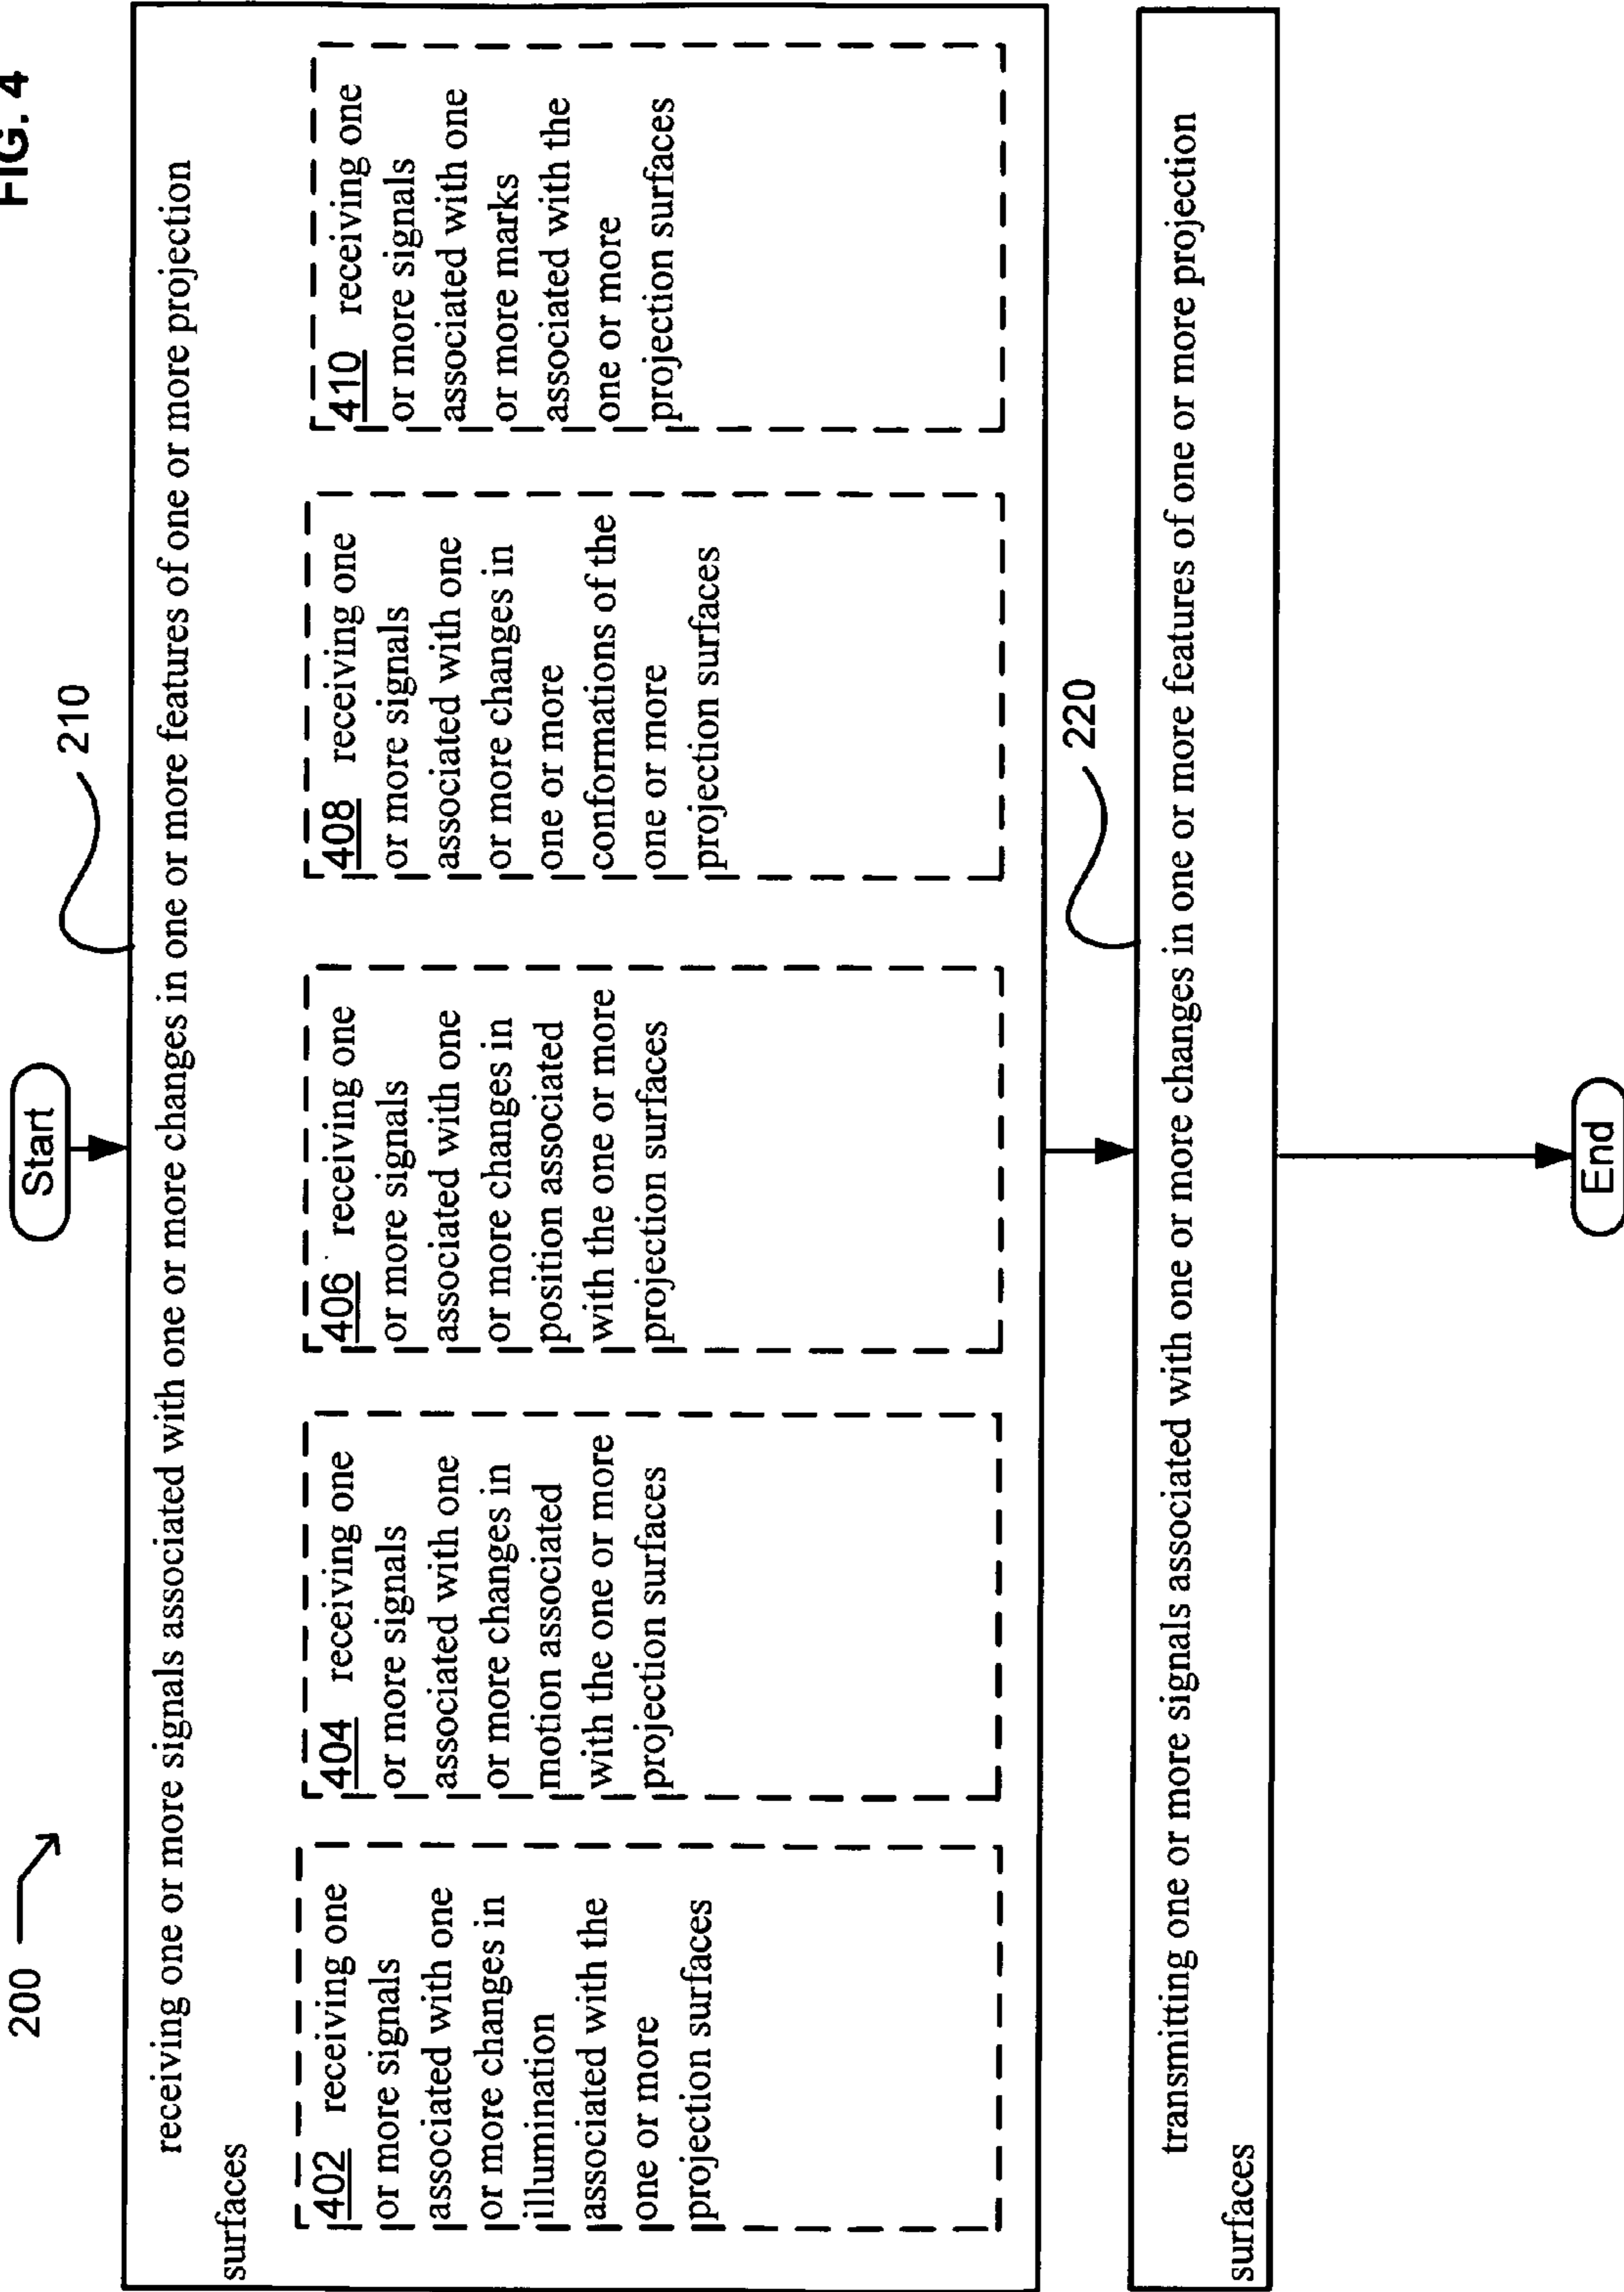 FIG. 4
200
Start
210
receiving one or more signals associated with one or more changes in one or more features of one or more projection
surfaces
402 receiving one
or more signals
associated with one
or more changes in
illumination
associated with the
one or more
projection surfaces
404 receiving one
or more signals
associated with one
or more changes in
motion associated
with the one or more
projection surfaces
406 receiving one
or more signals
associated with one
or more changes in
position associated
with the one or more
projection surfaces
408 receiving one
or more signals
associated with one
or more changes in
one or more
conformations of the
one or more
projection surfaces
410 receiving one
or more signals
associated with one
or more marks
associated with the
one or more
projection surfaces
220
transmitting one or more signals associated with one or more changes in one or more features of one or more projection
surfaces
End